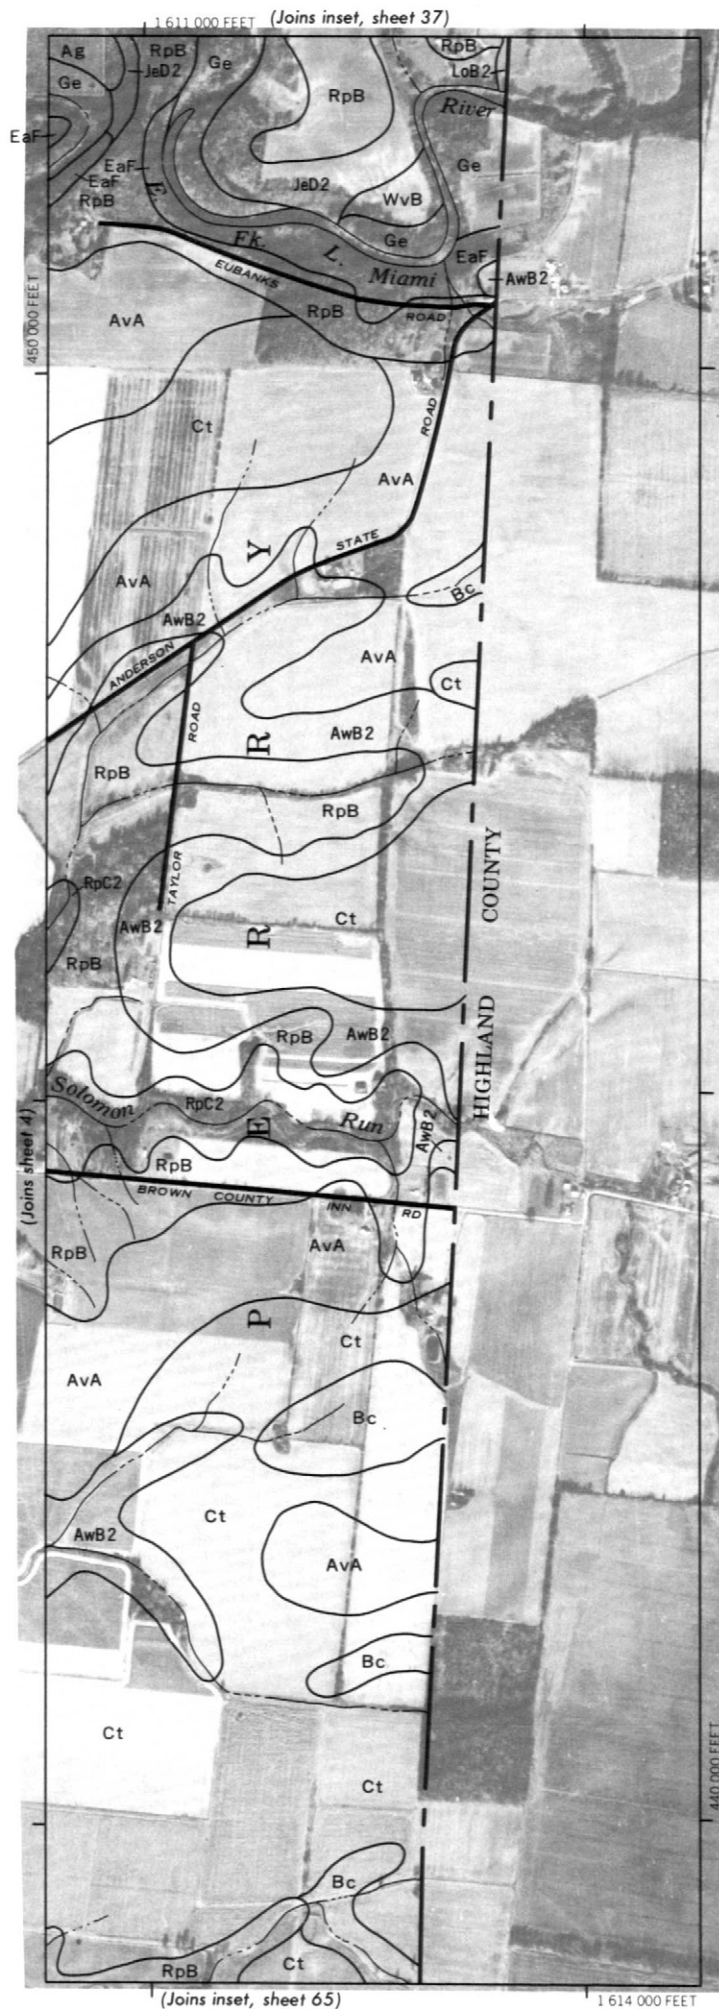 1 611 000 FEET (Joins inset, sheet 37)
Ag RpB Ge RpB
JeD2 LoB2
Ge RpB River
EaF
EaF Ge
EaF JeD2 WvB
RpB E. Ge
Fk. L. EaF
Miami AwB2
EUBANKS ROAD
RpB
450 000 FEET
AvA
Ct ROAD
AvA
Y STATE
AvA Bc
AwB2
ANDERSON AvA
Ct
ROAD R AwB2
RpB
RpB
COUNTY
RpC2 TAYLOR
AwB2 Ct
R
RpB
HIGHLAND
RpB AwB2
Solomon RpC2 Run
E AwB2
(Joins sheet 4)
RpB
BROWN COUNTY INN RD
RpB AvA
P Ct
AvA
Bc
Ct
AwB2 AvA
Bc
Ct
Ct
440 000 FEET
Bc
RpB Ct
(Joins inset, sheet 65) 1 614 000 FEET